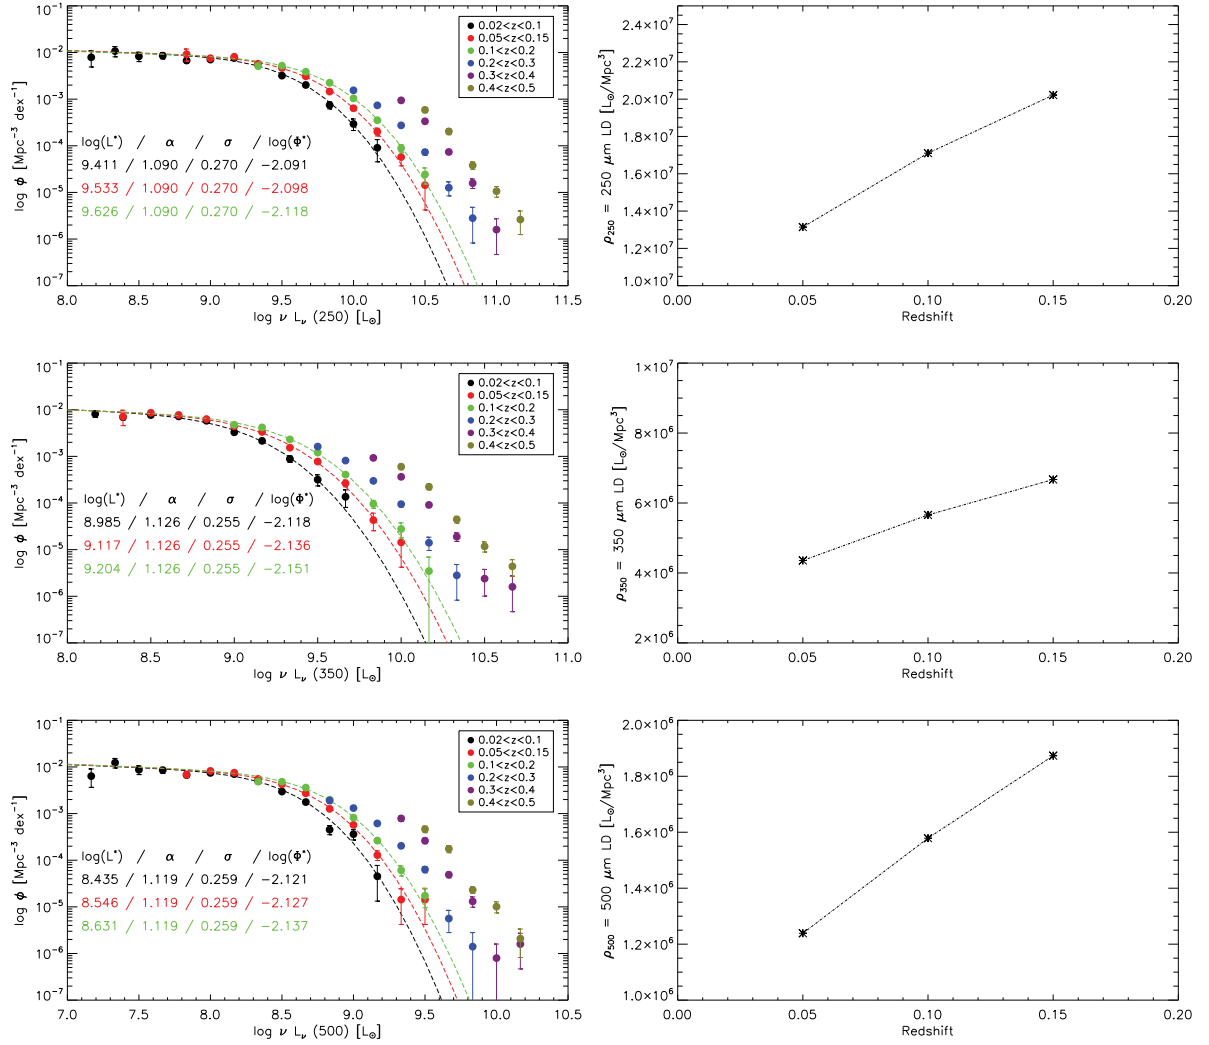 10⁻¹
10⁻²
10⁻³
10⁻⁴
10⁻⁵
10⁻⁶
10⁻⁷
log ϕ [Mpc⁻³ dex⁻¹]
0.02<z<0.1
0.05<z<0.15
0.1<z<0.2
0.2<z<0.3
0.3<z<0.4
0.4<z<0.5
log(L*) / α / σ / log(Φ*)
9.411 / 1.090 / 0.270 / −2.091
9.533 / 1.090 / 0.270 / −2.098
9.626 / 1.090 / 0.270 / −2.118
8.0 8.5 9.0 9.5 10.0 10.5 11.0 11.5
log ν Lν (250) [L⊙]
2.4×10⁷
2.2×10⁷
2.0×10⁷
1.8×10⁷
1.6×10⁷
1.4×10⁷
1.2×10⁷
1.0×10⁷
ρ₂₅₀ = 250 μm LD [L⊙/Mpc³]
0.00 0.05 0.10 0.15 0.20
Redshift
10⁻¹
10⁻²
10⁻³
10⁻⁴
10⁻⁵
10⁻⁶
10⁻⁷
log ϕ [Mpc⁻³ dex⁻¹]
0.02<z<0.1
0.05<z<0.15
0.1<z<0.2
0.2<z<0.3
0.3<z<0.4
0.4<z<0.5
log(L*) / α / σ / log(Φ*)
8.985 / 1.126 / 0.255 / −2.118
9.117 / 1.126 / 0.255 / −2.136
9.204 / 1.126 / 0.255 / −2.151
8.0 8.5 9.0 9.5 10.0 10.5 11.0
log ν Lν (350) [L⊙]
1×10⁷
8×10⁶
6×10⁶
4×10⁶
2×10⁶
ρ₃₅₀ = 350 μm LD [L⊙/Mpc³]
0.00 0.05 0.10 0.15 0.20
Redshift
10⁻¹
10⁻²
10⁻³
10⁻⁴
10⁻⁵
10⁻⁶
10⁻⁷
log ϕ [Mpc⁻³ dex⁻¹]
0.02<z<0.1
0.05<z<0.15
0.1<z<0.2
0.2<z<0.3
0.3<z<0.4
0.4<z<0.5
log(L*) / α / σ / log(Φ*)
8.435 / 1.119 / 0.259 / −2.121
8.546 / 1.119 / 0.259 / −2.127
8.631 / 1.119 / 0.259 / −2.137
7.0 7.5 8.0 8.5 9.0 9.5 10.0 10.5
log ν Lν (500) [L⊙]
2.0×10⁶
1.8×10⁶
1.6×10⁶
1.4×10⁶
1.2×10⁶
1.0×10⁶
ρ₅₀₀ = 500 μm LD [L⊙/Mpc³]
0.00 0.05 0.10 0.15 0.20
Redshift